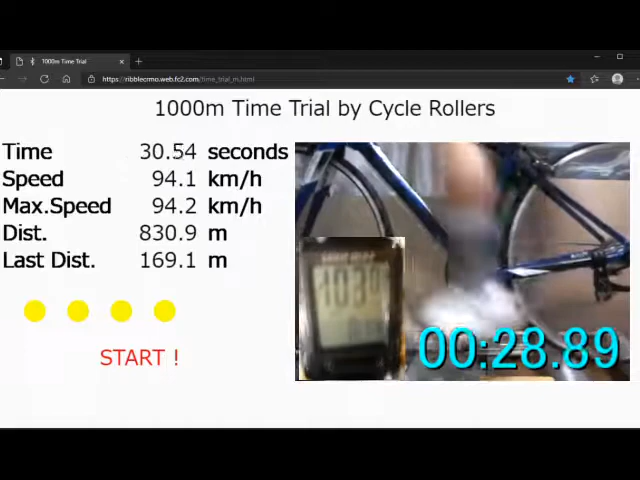 1000m Time Trial
https://ribblecrmo.web.fc2.com/time_trial_m.html
1000m Time Trial by Cycle Rollers
Time 30.54 seconds
Speed 94.1 km/h
Max.Speed 94.2 km/h
Dist. 830.9 m
Last Dist. 169.1 m
START !
00:28.89